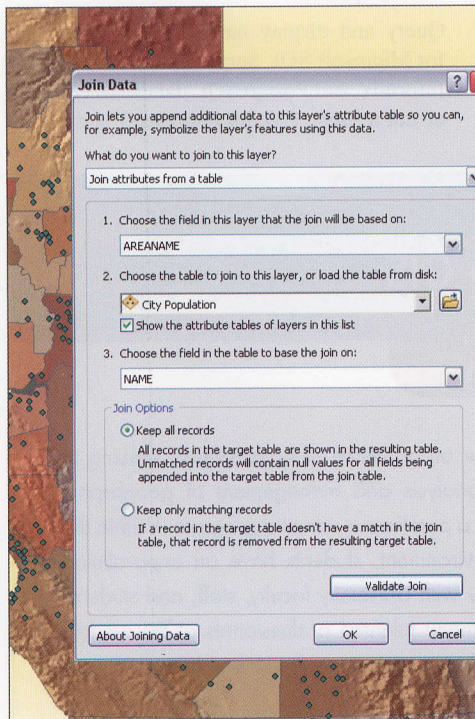 Join Data
Join lets you append additional data to this layer's attribute table so you can,
for example, symbolize the layer's features using this data.
What do you want to join to this layer?
Join attributes from a table
1. Choose the field in this layer that the join will be based on:
AREANAME
2. Choose the table to join to this layer, or load the table from disk:
City Population
Show the attribute tables of layers in this list
3. Choose the field in the table to base the join on:
NAME
Join Options
Keep all records
All records in the target table are shown in the resulting table.
Unmatched records will contain null values for all fields being
appended into the target table from the join table.
Keep only matching records
If a record in the target table doesn't have a match in the join
table, that record is removed from the resulting target table.
Validate Join
About Joining Data
OK
Cancel